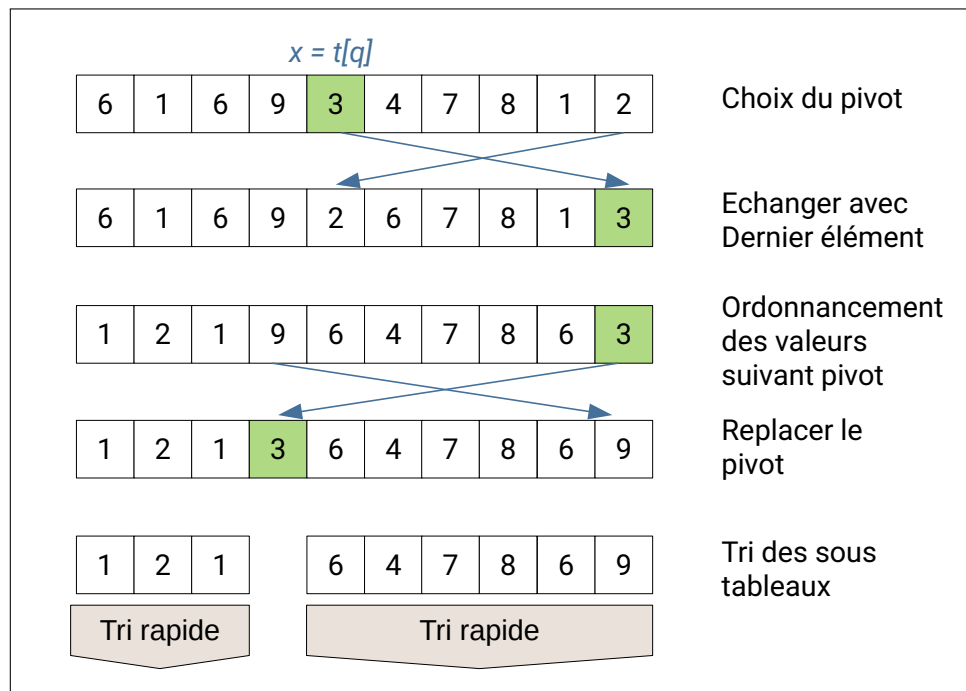 x = t[q]
6 1 6 9 3 4 7 8 1 2
Choix du pivot
6 1 6 9 2 6 7 8 1 3
Echanger avec
Dernier élément
1 2 1 9 6 4 7 8 6 3
Ordonnancement
des valeurs
suivant pivot
1 2 1 3 6 4 7 8 6 9
Replacer le
pivot
1 2 1 6 4 7 8 6 9
Tri des sous
tableaux
Tri rapide
Tri rapide